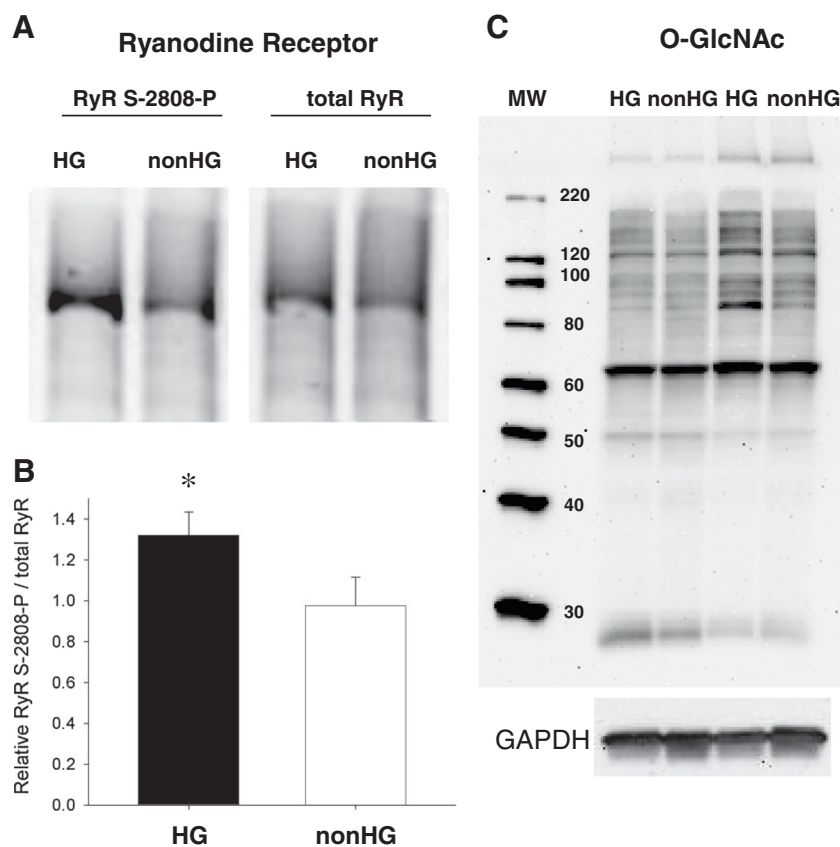 A
Ryanodine Receptor
RyR S-2808-P total RyR
HG nonHG HG nonHG
B
Relative RyR S-2808-P / total RyR
1.4
1.2
1.0
0.8
0.6
0.4
0.2
0.0
*
HG nonHG
C
O-GlcNAc
MW HG nonHG HG nonHG
220
120
100
80
60
50
40
30
GAPDH